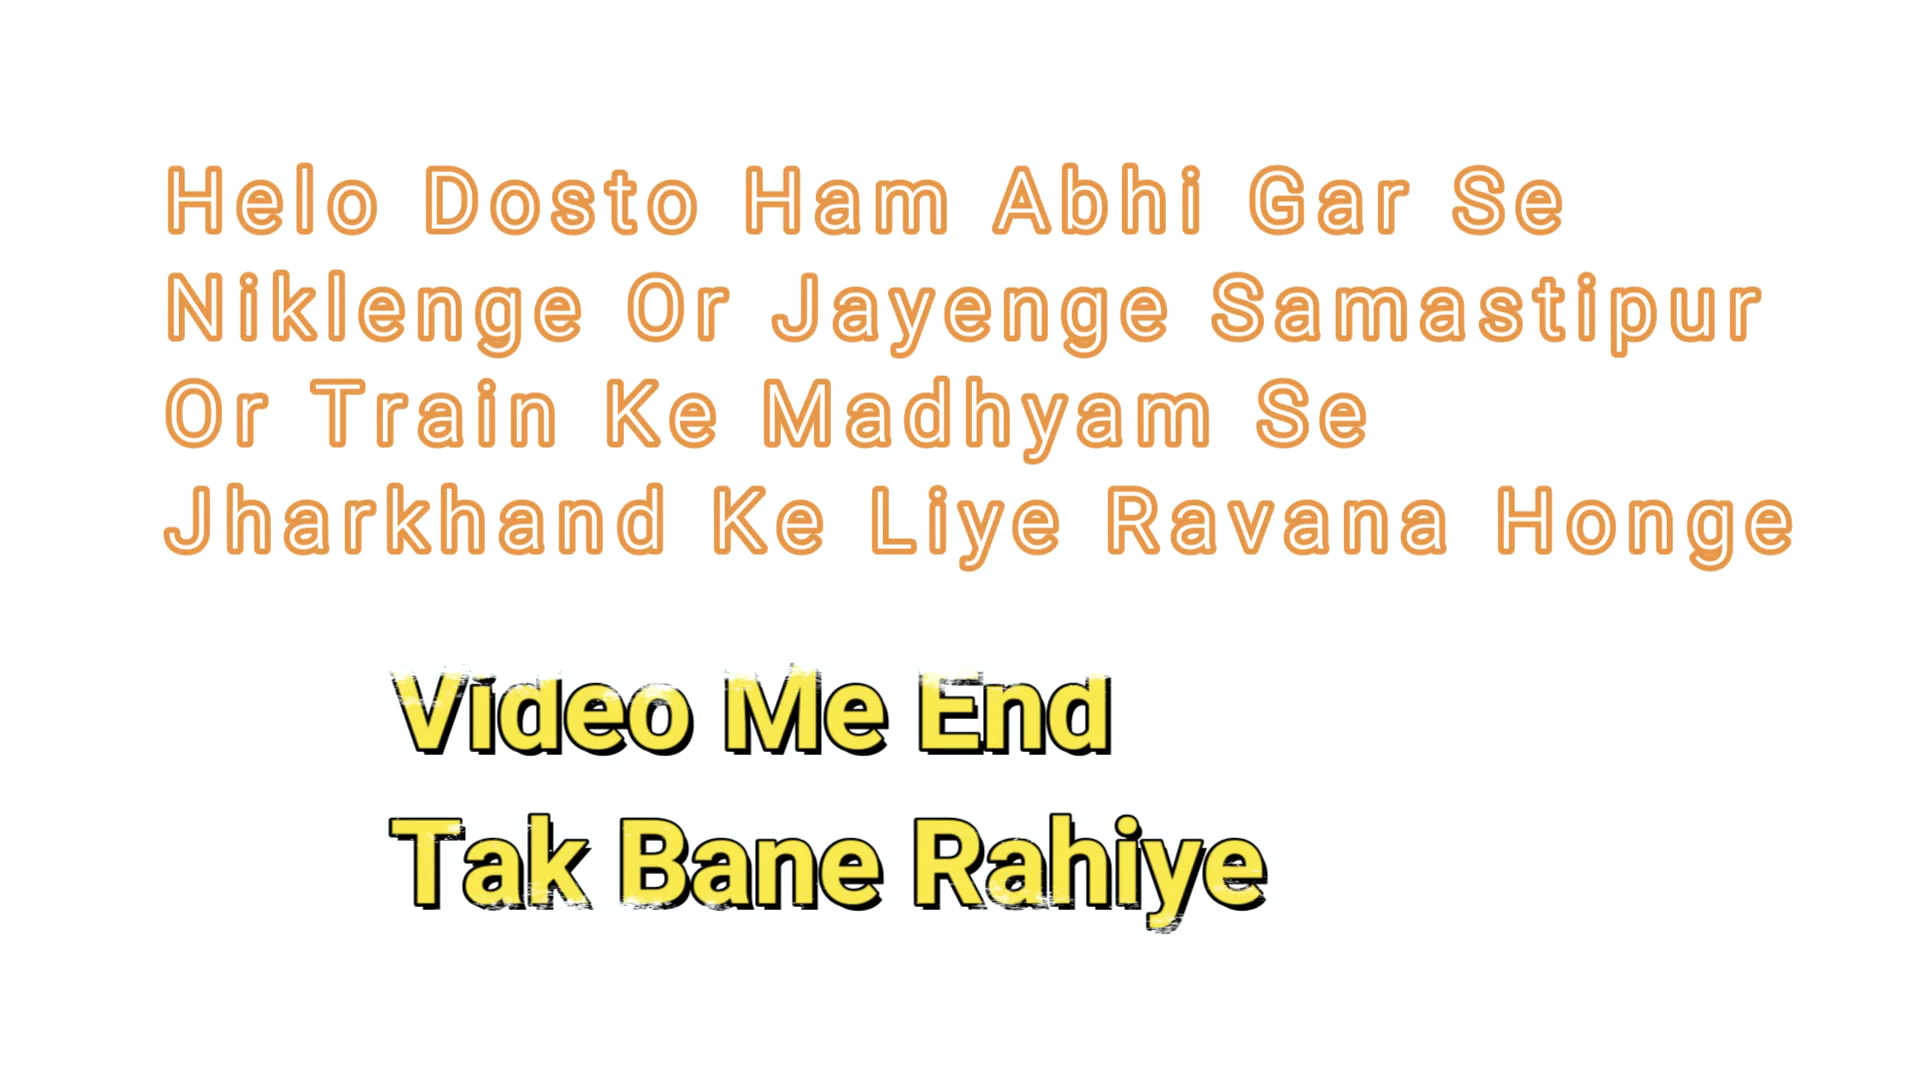 Helo Dosto Ham Abhi Gar Se
Niklenge Or Jayenge Samastipur
Or Train Ke Madhyam Se
Jharkhand Ke Liye Ravana Honge
Video Me End
Tak Bane Rahiye